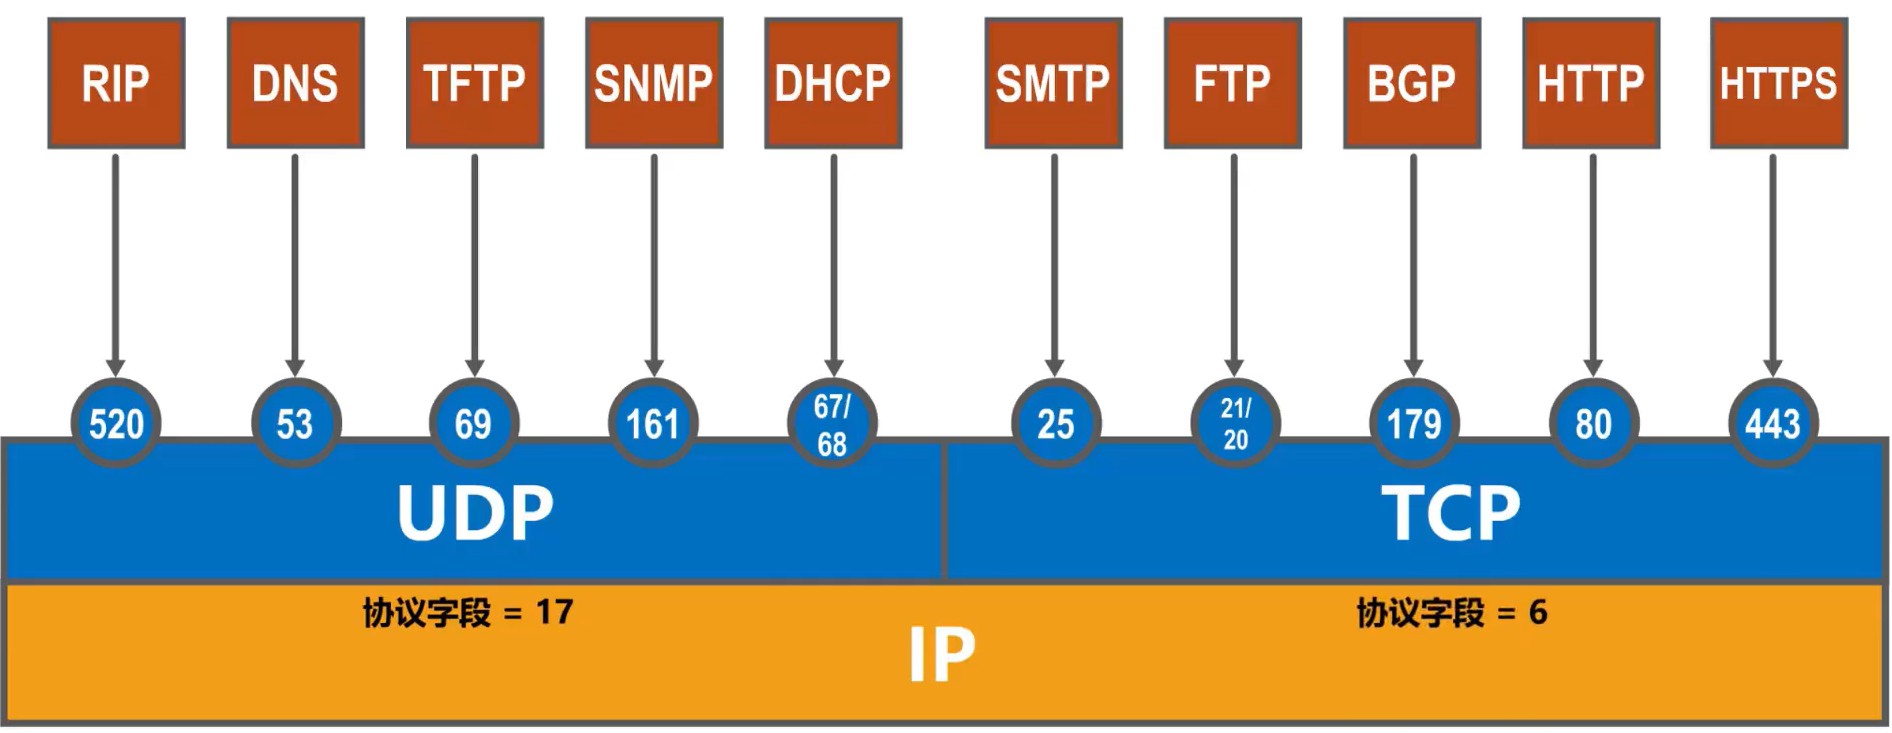 RIP DNS TFTP SNMP DHCP SMTP FTP BGP HTTP HTTPS
520 53 69 161 67/ 68 25 21/ 20 179 80 443
UDP TCP
协议字段 = 17 协议字段 = 6
IP